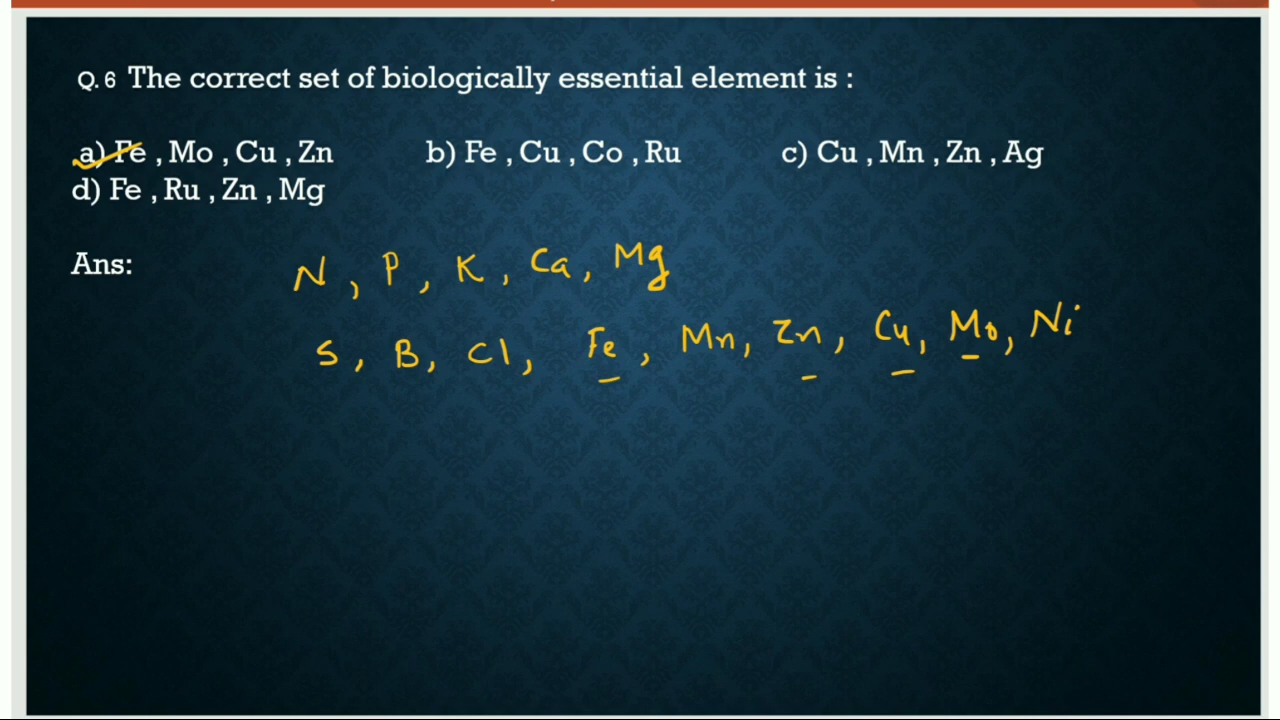 Q. 6 The correct set of biologically essential element is :
a) Fe , Mo , Cu , Zn b) Fe , Cu , Co , Ru c) Cu , Mn , Zn , Ag
d) Fe , Ru , Zn , Mg
Ans:
N , P , K , Ca , Mg
S , B , Cl , Fe , Mn , Zn , Cu , Mo , Ni